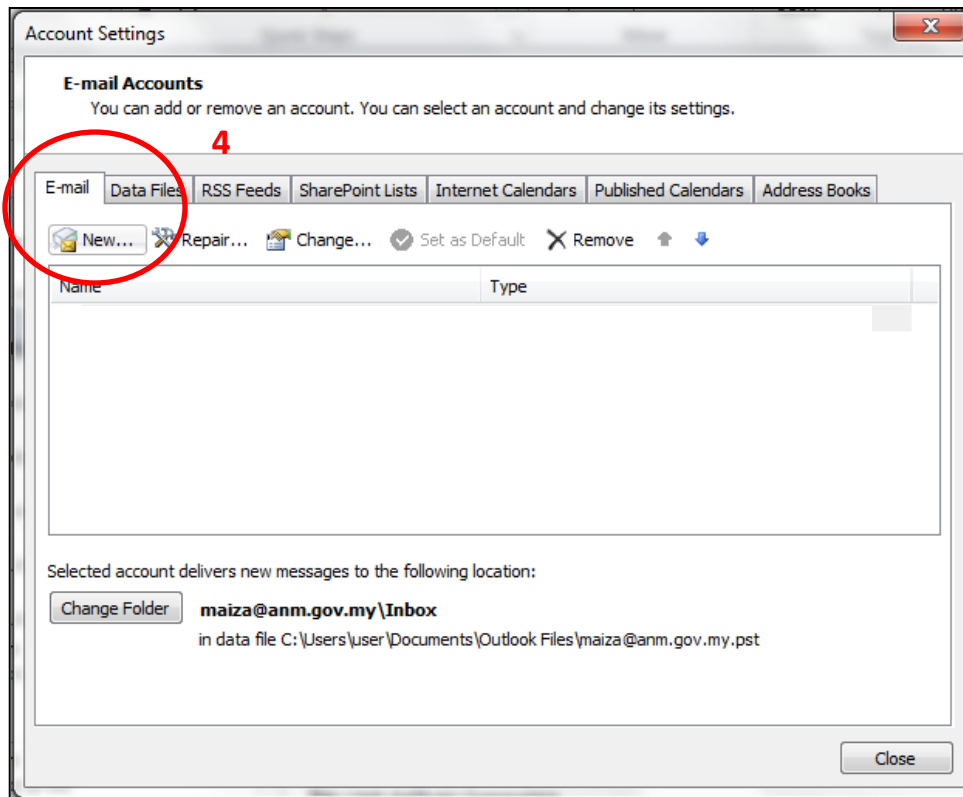 Account Settings
E-mail Accounts
You can add or remove an account. You can select an account and change its settings.
4
E-mail Data Files RSS Feeds SharePoint Lists Internet Calendars Published Calendars Address Books
New... Repair... Change... Set as Default Remove
Name Type
Selected account delivers new messages to the following location:
Change Folder maiza@anm.gov.my\Inbox
in data file C:\Users\user\Documents\Outlook Files\maiza@anm.gov.my.pst
Close